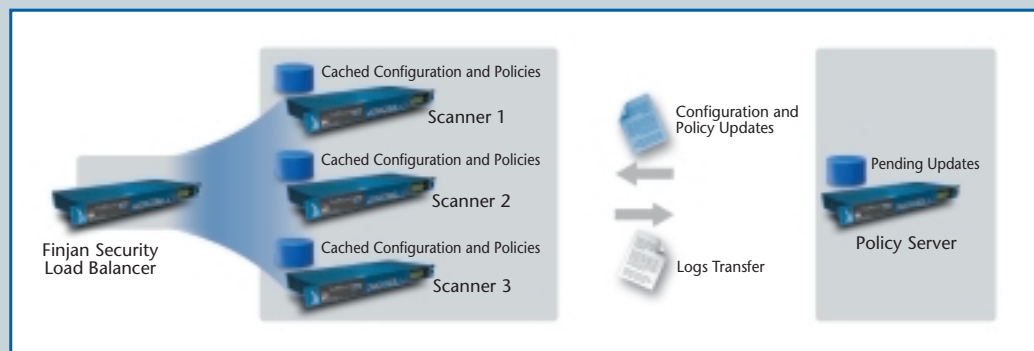 Cached Configuration and Policies
Scanner 1
Cached Configuration and Policies
Scanner 2
Cached Configuration and Policies
Scanner 3
Finjan Security
Load Balancer
Configuration and
Policy Updates
Logs Transfer
Pending Updates
Policy Server